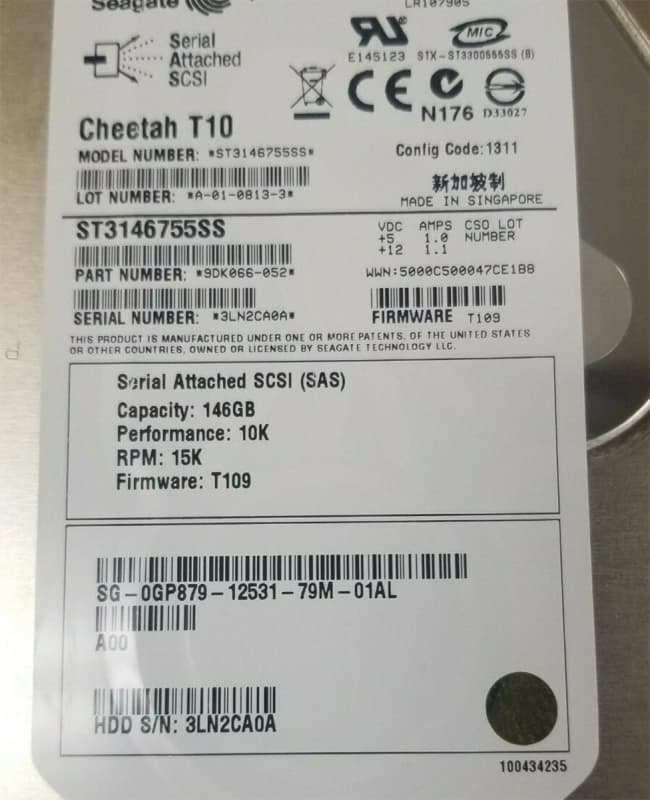 Seagate
LR107905
Serial
Attached
SCSI
E145123 STX-ST3300555SS (B)
MIC
CE
N176 D33027
Cheetah T10
MODEL NUMBER: *ST3146755SS*
Config Code:1311
LOT NUMBER: *A-01-0813-3*
新加坡制
MADE IN SINGAPORE
ST3146755SS
VDC AMPS CSO LOT
+5 1.0 NUMBER
+12 1.1
PART NUMBER: *9DK066-052*
WWN:5000C500047CE1B8
SERIAL NUMBER: *3LN2CA0A*
FIRMWARE T109
THIS PRODUCT IS MANUFACTURED UNDER ONE OR MORE PATENTS, OF THE UNITED STATES
OR OTHER COUNTRIES, OWNED OR LICENSED BY SEAGATE TECHNOLOGY LLC.
Serial Attached SCSI (SAS)
Capacity: 146GB
Performance: 10K
RPM: 15K
Firmware: T109
SG-0GP879-12531-79M-01AL
A00
HDD S/N: 3LN2CA0A
100434235